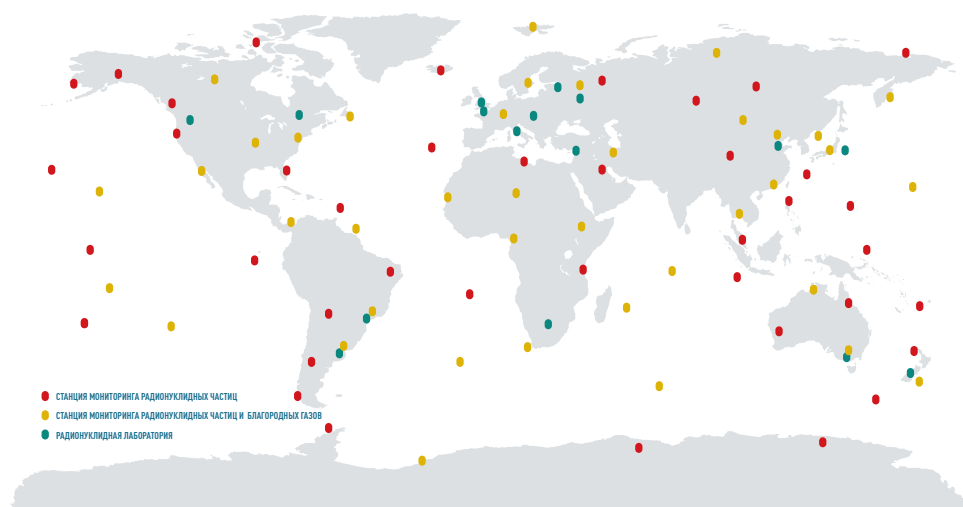 СТАНЦИЯ МОНИТОРИНГА РАДИОНУКЛИДНЫХ ЧАСТИЦ
СТАНЦИЯ МОНИТОРИНГА РАДИОНУКЛИДНЫХ ЧАСТИЦ И БЛАГОРОДНЫХ ГАЗОВ
РАДИОНУКЛИДНАЯ ЛАБОРАТОРИЯ